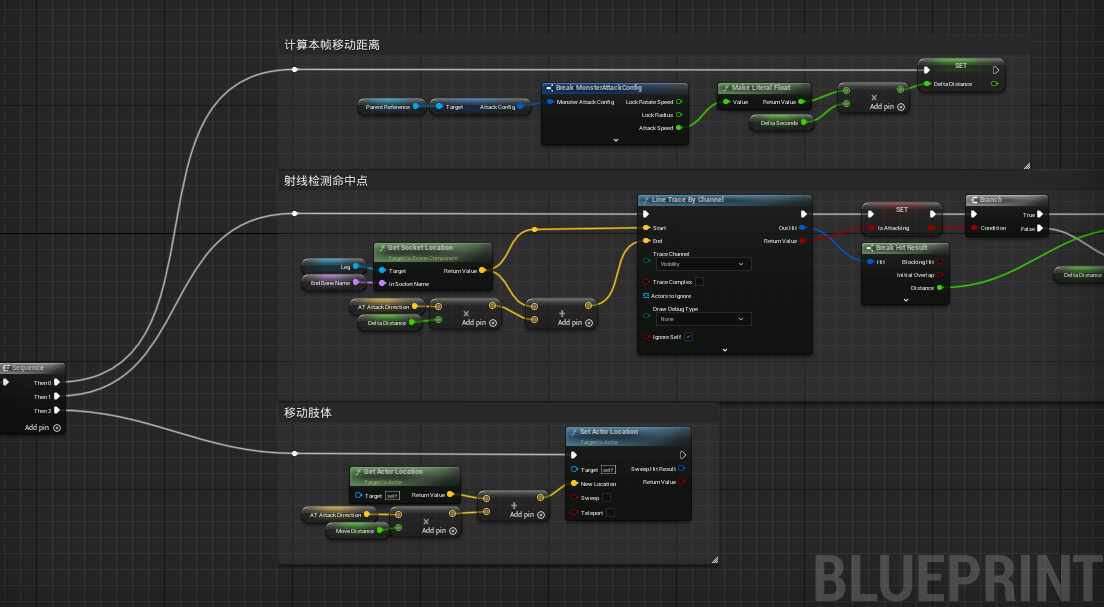 计算本帧移动距离
SET
Delta Distance
Break MonsterAttackConfig
Make Literal Float
Parent Reference
Target
Attack Config
Monster Attack Config
Lock Rotate Speed
Lock Radius
Attack Speed
Value
Return Value
Delta Seconds
Add pin
射线检测命中点
Line Trace By Channel
Start
End
Out Hit
Return Value
Trace Channel
Visibility
Trace Complex
Actors to Ignore
Draw Debug Type
None
Ignore Self
SET
Is Attacking
Branch
True
Condition
False
Break Hit Result
Hit
Blocking Hit
Initial Overlap
Distance
Delta Distance
Get Socket Location
Target is Scene Component
Leg
Target
Return Value
End Bone Name
In Socket Name
AT Attack Direction
Delta Distance
Add pin
Add pin
Sequence
Then 0
Then 1
Then 2
Add pin
移动肢体
Set Actor Location
Target is Actor
Target
self
Sweep Hit Result
New Location
Return Value
Sweep
Teleport
Get Actor Location
Target is Actor
Target
self
Return Value
AT Attack Direction
Move Distance
Add pin
Add pin
BLUEPRINT